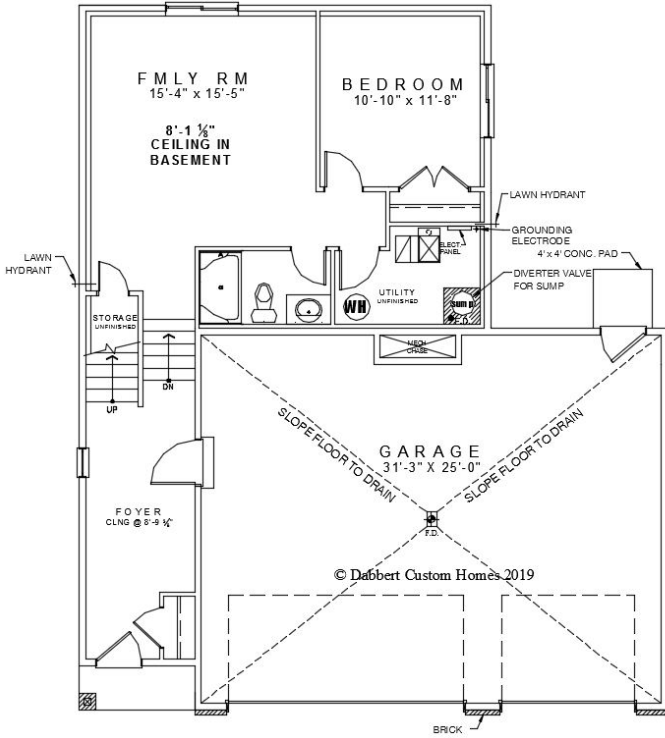 FMLY RM
15'-4" x 15'-5"
8'-1 ⅛"
CEILING IN
BASEMENT
BEDROOM
10'-10" x 11'-8"
LAWN HYDRANT
GROUNDING
ELECTRODE
4' x 4' CONC. PAD
ELECT.
PANEL
LAWN
HYDRANT
DIVERTER VALVE
FOR SUMP
UTILITY
UNFINISHED
WH
sump
F.D.
STORAGE
UNFINISHED
MECH
CHASE
UP
DN
SLOPE FLOOR TO DRAIN
SLOPE FLOOR TO DRAIN
GARAGE
31'-3" X 25'-0"
FOYER
CLNG @ 8'-9 ¼"
F.D.
© Dabbert Custom Homes 2019
BRICK